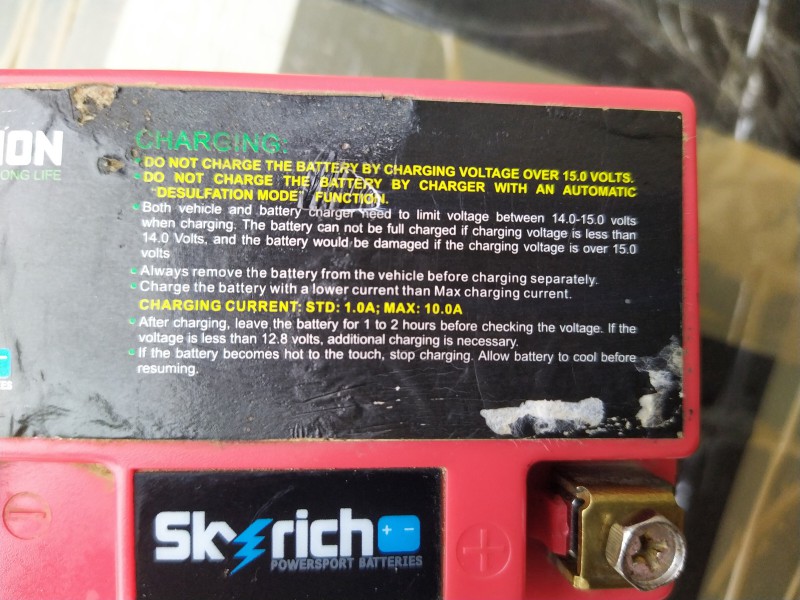 ION
ONG LIFE
CHARGING:
DO NOT CHARGE THE BATTERY BY CHARGING VOLTAGE OVER 15.0 VOLTS.
DO NOT CHARGE THE BATTERY BY CHARGER WITH AN AUTOMATIC
"DESULFATION MODE" FUNCTION.
Both vehicle and battery charger need to limit voltage between 14.0-15.0 volts
when charging. The battery can not be full charged if charging voltage is less than
14.0 Volts, and the battery would be damaged if the charging voltage is over 15.0
volts
Always remove the battery from the vehicle before charging separately.
Charge the battery with a lower current than Max charging current.
CHARGING CURRENT: STD: 1.0A; MAX: 10.0A
After charging, leave the battery for 1 to 2 hours before checking the voltage. If the
voltage is less than 12.8 volts, additional charging is necessary.
If the battery becomes hot to the touch, stop charging. Allow battery to cool before
resuming.
IES
Skyrich
POWERSPORT BATTERIES